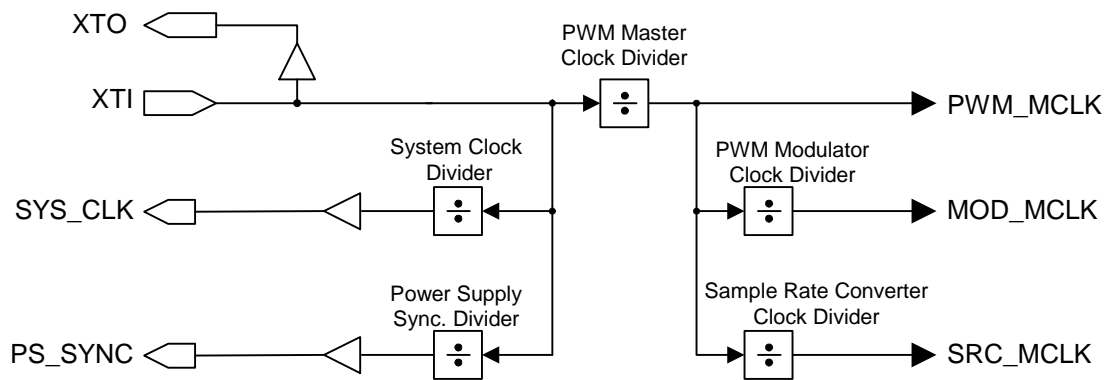 XTO
PWM Master
Clock Divider
XTI
÷
PWM_MCLK
System Clock
Divider
PWM Modulator
Clock Divider
SYS_CLK
÷
÷
MOD_MCLK
Power Supply
Sync. Divider
Sample Rate Converter
Clock Divider
PS_SYNC
÷
÷
SRC_MCLK